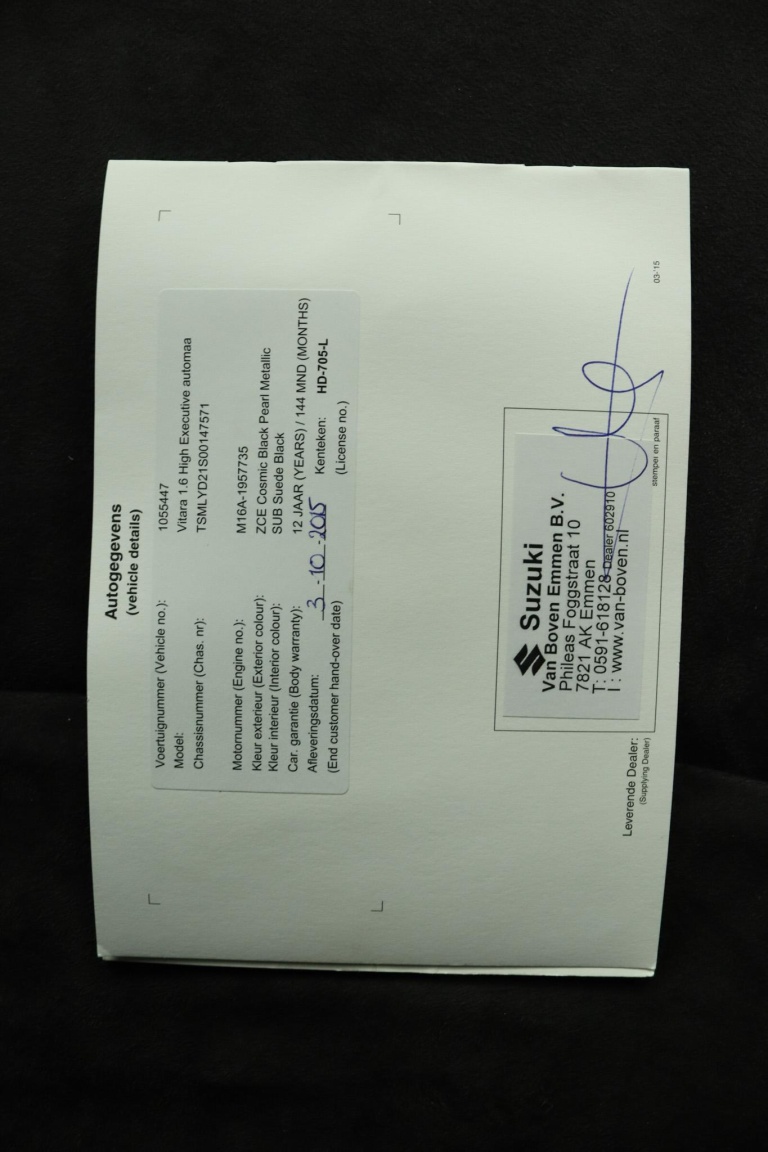 Autogegevens
(vehicle details)
Voertuignummer (Vehicle no.): 1055447
Model: Vitara 1.6 High Executive automaa
Chassisnummer (Chas. nr): TSMLYD21S00147571
Motornummer (Engine no.): M16A-1957735
Kleur exterieur (Exterior colour): ZCE Cosmic Black Pearl Metallic
Kleur interieur (Interior colour): SUB Suede Black
Car. garantie (Body warranty): 12 JAAR (YEARS) / 144 MND (MONTHS)
Afleveringsdatum: 3-10-2015 Kenteken: HD-705-L
(End customer hand-over date) (License no.)
Suzuki
Van Boven Emmen B.V.
Phileas Foggstraat 10
7821 AK Emmen
T: 0591-618128 Dealer 602910
I : www.van-boven.nl
Leverende Dealer:
(Supplying Dealer)
stempel en paraaf
03-'15